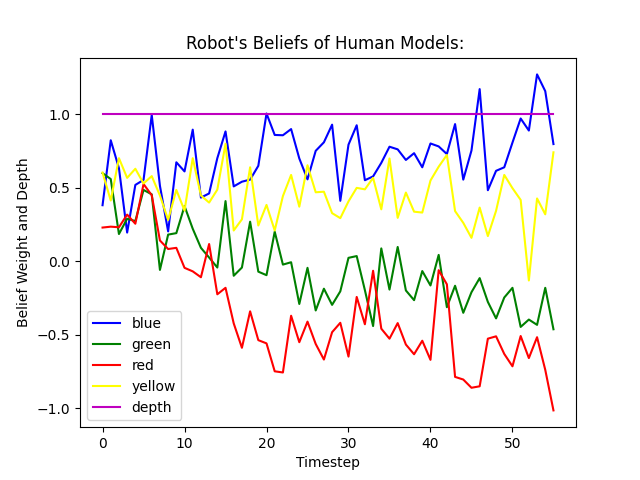 Robot's Beliefs of Human Models:
Belief Weight and Depth
1.0
0.5
0.0
−0.5
−1.0
blue
green
red
yellow
depth
0 10 20 30 40 50
Timestep